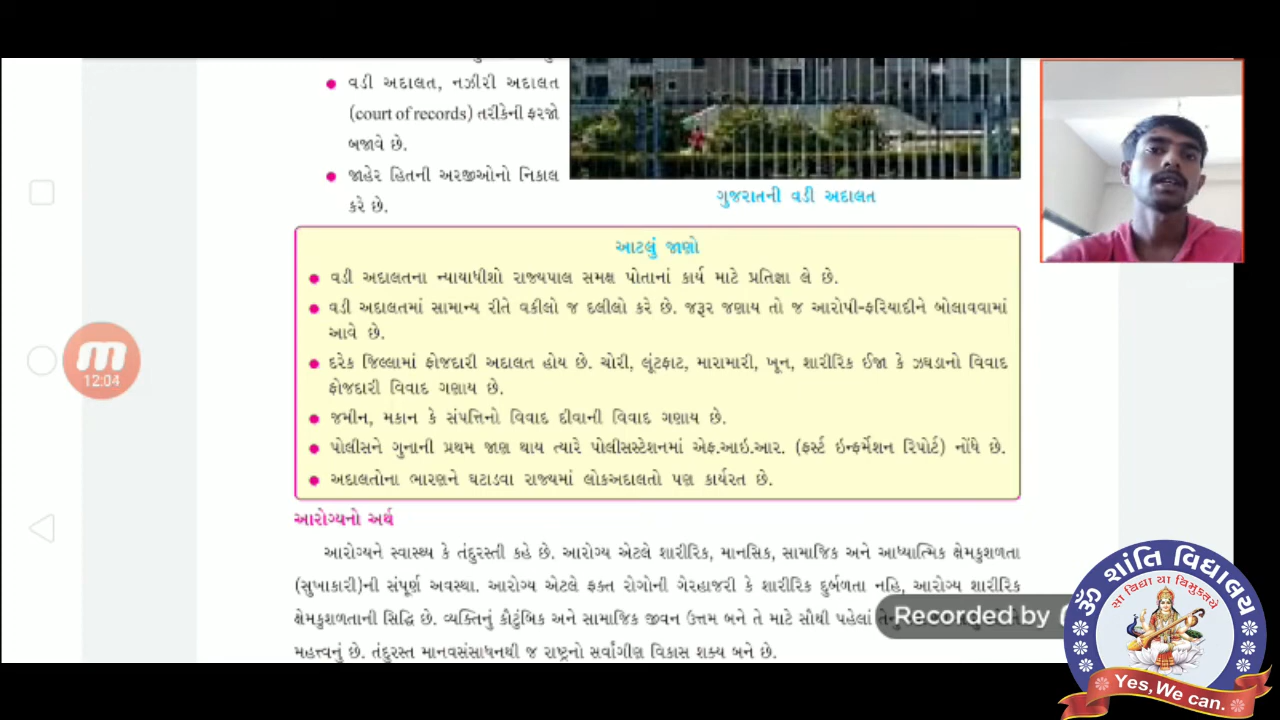 વડી અદાલત, નઝીરી અદાલત
(court of records) તરીકેની ફરજો
બજાવે છે.
જાહેર હિતની અરજીઓનો નિકાલ
કરે છે.
ગુજરાતની વડી અદાલત
આટલું જાણો
વડી અદાલતના ન્યાયાધીશો રાજ્યપાલ સમક્ષ પોતાનાં કાર્ય માટે પ્રતિજ્ઞા લે છે.
વડી અદાલતમાં સામાન્ય રીતે વકીલો જ દલીલો કરે છે. જરૂર જણાય તો જ આરોપી-ફરિયાદીને બોલાવવામાં
આવે છે.
દરેક જિલ્લામાં ફોજદારી અદાલત હોય છે. ચોરી, લૂંટફાટ, મારામારી, ખૂન, શારીરિક ઈજા કે ઝઘડાનો વિવાદ
ફોજદારી વિવાદ ગણાય છે.
જમીન, મકાન કે સંપત્તિનો વિવાદ દીવાની વિવાદ ગણાય છે.
પોલીસને ગુનાની પ્રથમ જાણ થાય ત્યારે પોલીસસ્ટેશનમાં એફ.આઇ.આર. (ફર્સ્ટ ઇન્ફર્મેશન રિપોર્ટ) નોંધે છે.
અદાલતોના ભારણને ઘટાડવા રાજ્યમાં લોકઅદાલતો પણ કાર્યરત છે.
આરોગ્યનો અર્થ
આરોગ્યને સ્વાસ્થ્ય કે તંદુરસ્તી કહે છે. આરોગ્ય એટલે શારીરિક, માનસિક, સામાજિક અને આધ્યાત્મિક ક્ષેમકુશળતા
(સુખાકારી)ની સંપૂર્ણ અવસ્થા. આરોગ્ય એટલે ફક્ત રોગોની ગેરહાજરી કે શારીરિક દુર્બળતા નહિ, આરોગ્ય શારીરિક
ક્ષેમકુશળતાની સિદ્ધિ છે. વ્યક્તિનું કૌટુંબિક અને સામાજિક જીવન ઉત્તમ બને તે માટે સૌથી પહેલાં
મહત્ત્વનું છે. તંદુરસ્ત માનવસંસાધનથી જ રાષ્ટ્રનો સર્વાંગીણ વિકાસ શક્ય બને છે.
12:04
Recorded by
ૐ શાંતિ વિદ્યાલય
સા વિદ્યા યા વિમુક્તયે
Yes, We can.